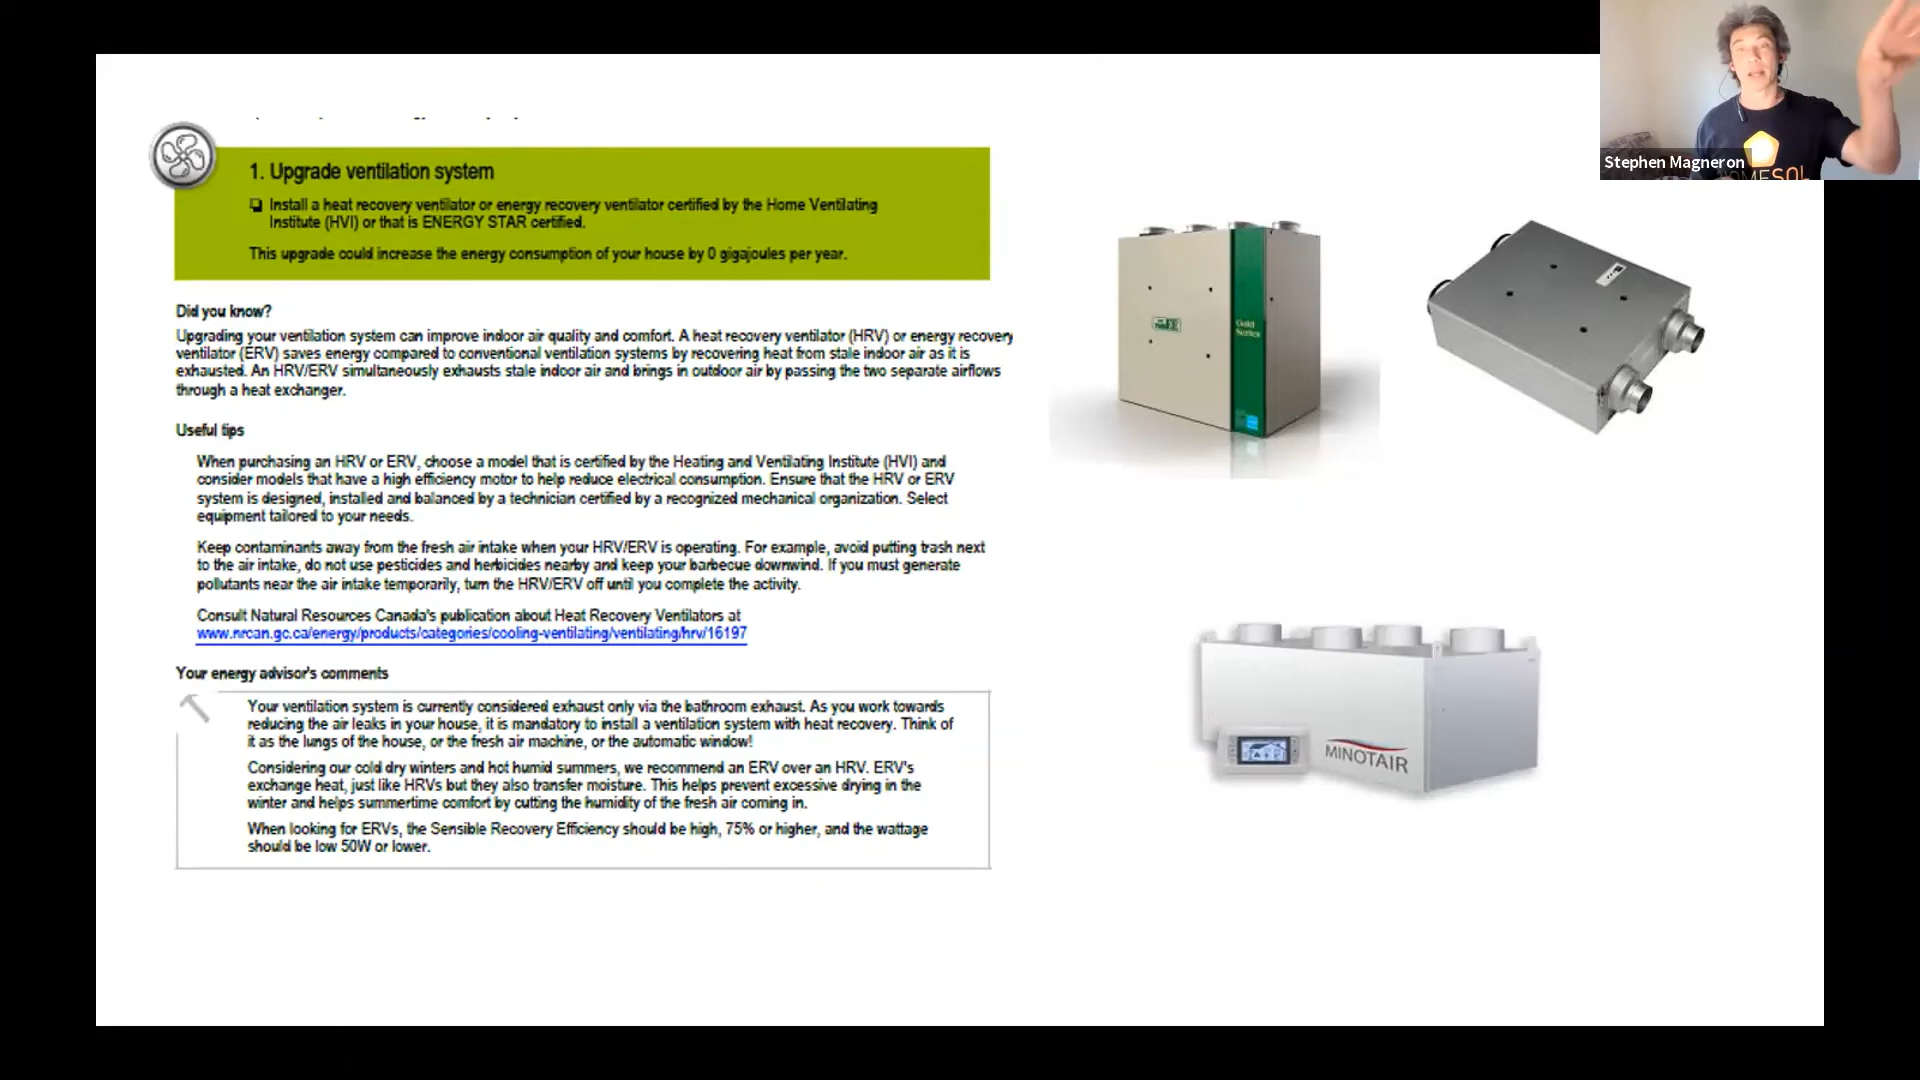 1. Upgrade ventilation system
❏ Install a heat recovery ventilator or energy recovery ventilator certified by the Home Ventilating
Institute (HVI) or that is ENERGY STAR certified.
This upgrade could increase the energy consumption of your house by 0 gigajoules per year.
Did you know?
Upgrading your ventilation system can improve indoor air quality and comfort. A heat recovery ventilator (HRV) or energy recovery
ventilator (ERV) saves energy compared to conventional ventilation systems by recovering heat from stale indoor air as it is
exhausted. An HRV/ERV simultaneously exhausts stale indoor air and brings in outdoor air by passing the two separate airflows
through a heat exchanger.
Useful tips
When purchasing an HRV or ERV, choose a model that is certified by the Heating and Ventilating Institute (HVI) and
consider models that have a high efficiency motor to help reduce electrical consumption. Ensure that the HRV or ERV
system is designed, installed and balanced by a technician certified by a recognized mechanical organization. Select
equipment tailored to your needs.
Keep contaminants away from the fresh air intake when your HRV/ERV is operating. For example, avoid putting trash next
to the air intake, do not use pesticides and herbicides nearby and keep your barbecue downwind. If you must generate
pollutants near the air intake temporarily, turn the HRV/ERV off until you complete the activity.
Consult Natural Resources Canada's publication about Heat Recovery Ventilators at
www.nrcan.gc.ca/energy/products/categories/cooling-ventilating/ventilating/hrv/16197
Your energy advisor's comments
Your ventilation system is currently considered exhaust only via the bathroom exhaust. As you work towards
reducing the air leaks in your house, it is mandatory to install a ventilation system with heat recovery. Think of
it as the lungs of the house, or the fresh air machine, or the automatic window!
Considering our cold dry winters and hot humid summers, we recommend an ERV over an HRV. ERV's
exchange heat, just like HRVs but they also transfer moisture. This helps prevent excessive drying in the
winter and helps summertime comfort by cutting the humidity of the fresh air coming in.
When looking for ERVs, the Sensible Recovery Efficiency should be high, 75% or higher, and the wattage
should be low 50W or lower.
Gold
Series
MINOTAIR
Stephen Magneron
HOMESOL